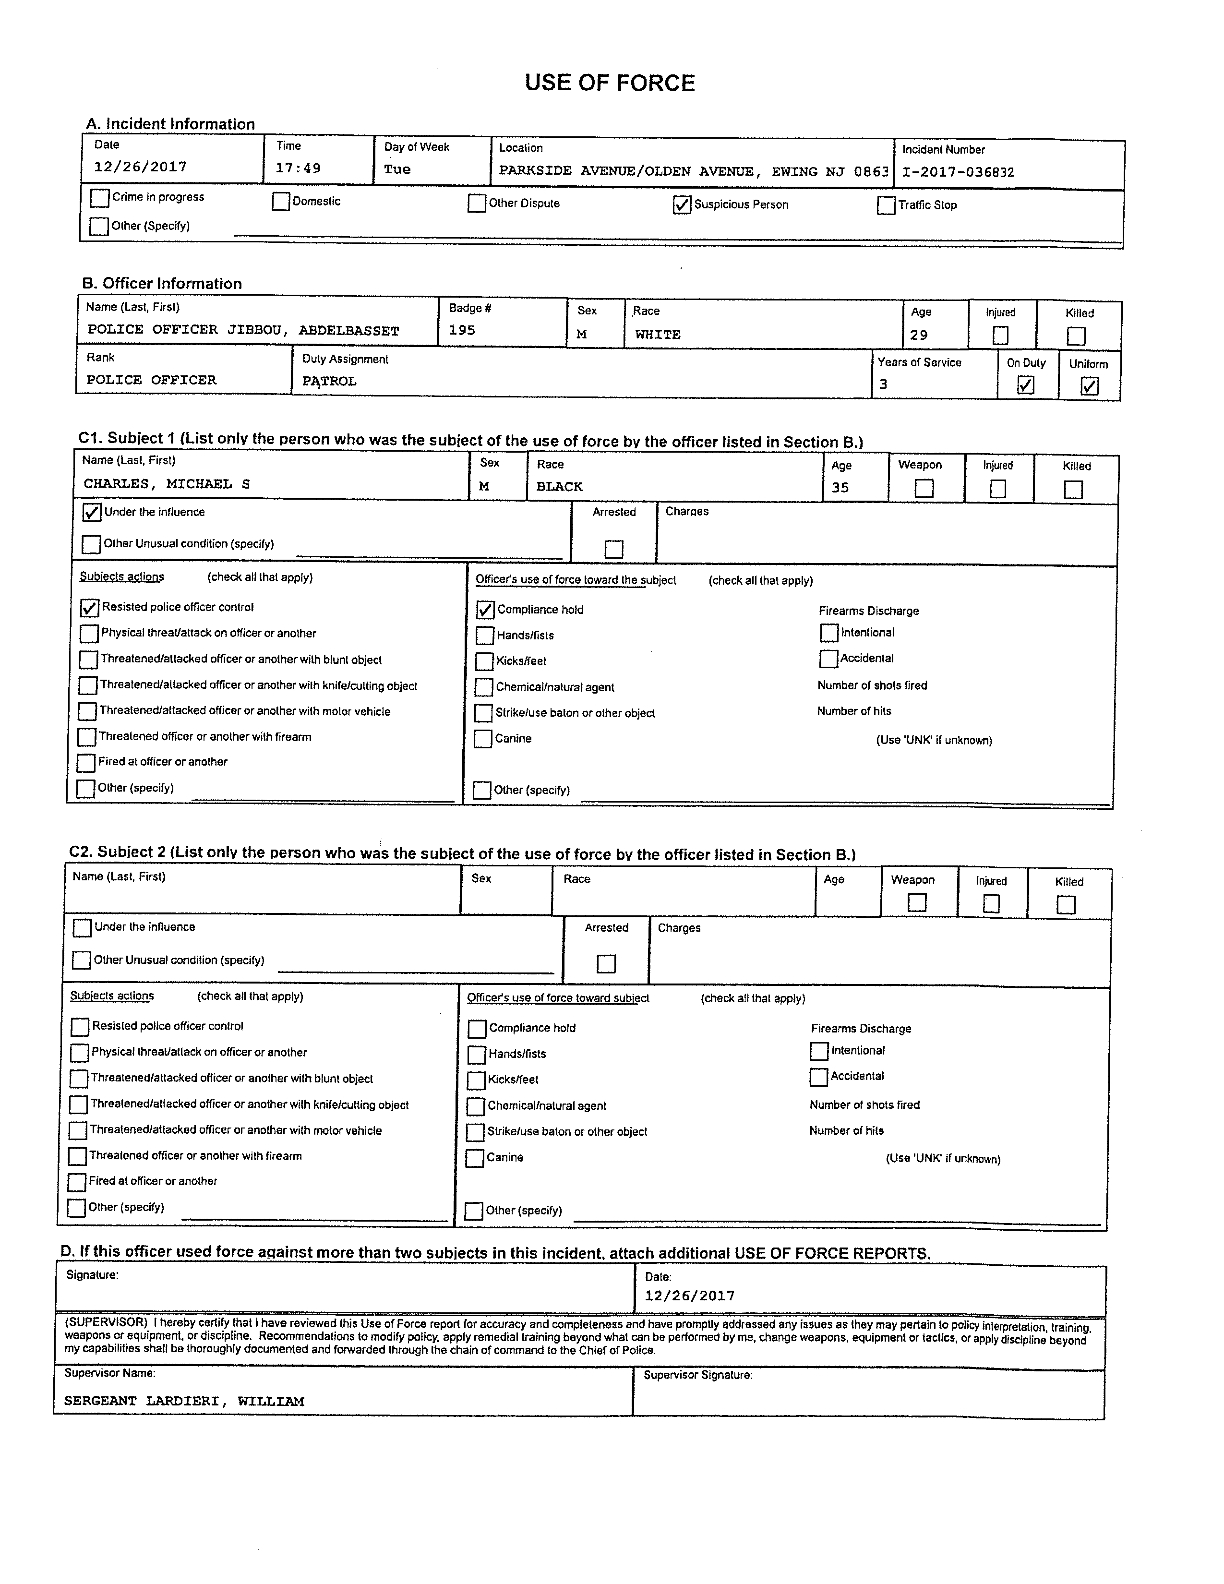 USE OF FORCE
A. Incident Information
Date Time Day of Week Location Incident Number
12/26/2017 17:49 Tue PARKSIDE AVENUE/OLDEN AVENUE, EWING NJ 0863 I-2017-036832
Crime in progress Domestic Other Dispute Suspicious Person Traffic Stop
Other (Specify)
B. Officer Information
Name (Last, First) Badge # Sex Race Age Injured Killed
POLICE OFFICER JIBBOU, ABDELBASSET 195 M WHITE 29
Rank Duty Assignment Years of Service On Duty Uniform
POLICE OFFICER PATROL 3
C1. Subject 1 (List only the person who was the subject of the use of force by the officer listed in Section B.)
Name (Last, First) Sex Race Age Weapon Injured Killed
CHARLES, MICHAEL S M BLACK 35
Under the influence Arrested Charges
Other Unusual condition (specify)
Subjects actions (check all that apply) Officer's use of force toward the subject (check all that apply)
Resisted police officer control Compliance hold Firearms Discharge
Physical threat/attack on officer or another Hands/fists Intentional
Threatened/attacked officer or another with blunt object Kicks/feet Accidental
Threatened/attacked officer or another with knife/cutting object Chemical/natural agent Number of shots fired
Threatened/attacked officer or another with motor vehicle Strike/use baton or other object Number of hits
Threatened officer or another with firearm Canine (Use 'UNK' if unknown)
Fired at officer or another
Other (specify) Other (specify)
C2. Subject 2 (List only the person who was the subject of the use of force by the officer listed in Section B.)
Name (Last, First) Sex Race Age Weapon Injured Killed
Under the influence Arrested Charges
Other Unusual condition (specify)
Subjects actions (check all that apply) Officer's use of force toward subject (check all that apply)
Resisted police officer control Compliance hold Firearms Discharge
Physical threat/attack on officer or another Hands/fists Intentional
Threatened/attacked officer or another with blunt object Kicks/feet Accidental
Threatened/attacked officer or another with knife/cutting object Chemical/natural agent Number of shots fired
Threatened/attacked officer or another with motor vehicle Strike/use baton or other object Number of hits
Threatened officer or another with firearm Canine (Use 'UNK' if unknown)
Fired at officer or another
Other (specify) Other (specify)
D. If this officer used force against more than two subjects in this incident, attach additional USE OF FORCE REPORTS.
Signature: Date:
12/26/2017
(SUPERVISOR) I hereby certify that I have reviewed this Use of Force report for accuracy and completeness and have promptly addressed any issues as they may pertain to policy interpretation, training,
weapons or equipment, or discipline. Recommendations to modify policy, apply remedial training beyond what can be performed by me, change weapons, equipment or tactics, or apply discipline beyond
my capabilities shall be thoroughly documented and forwarded through the chain of command to the Chief of Police.
Supervisor Name: Supervisor Signature:
SERGEANT LARDIERI, WILLIAM